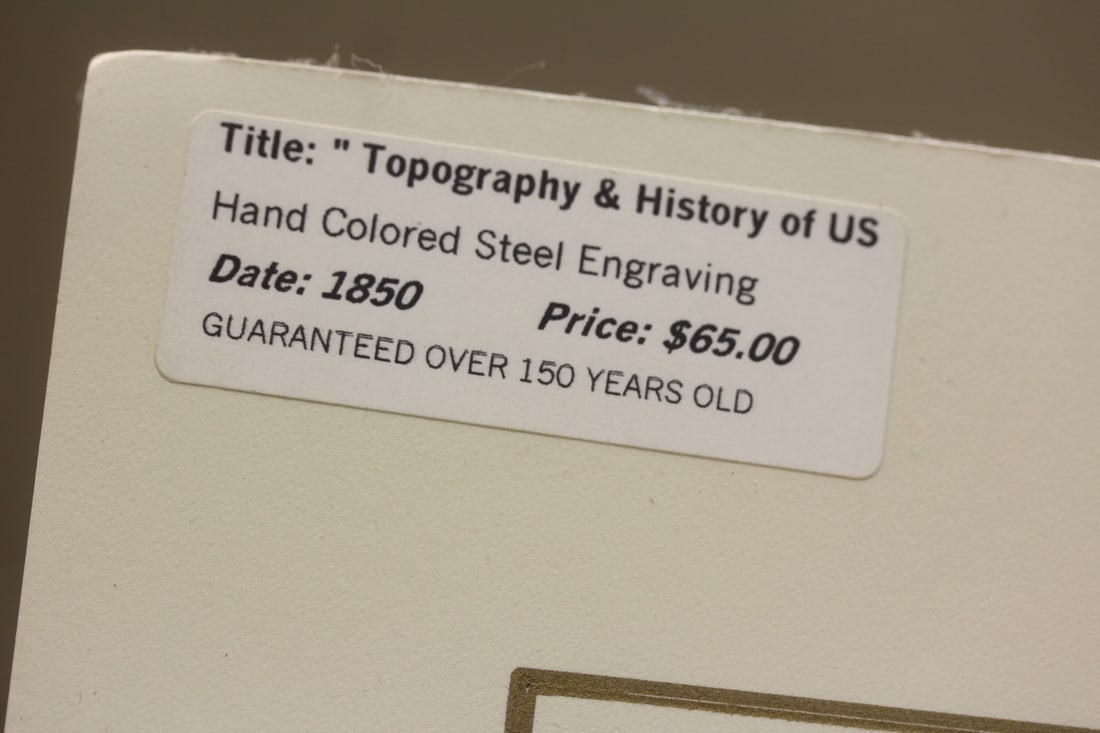 Title: " Topography & History of US
Hand Colored Steel Engraving
Date: 1850 Price: $65.00
GUARANTEED OVER 150 YEARS OLD